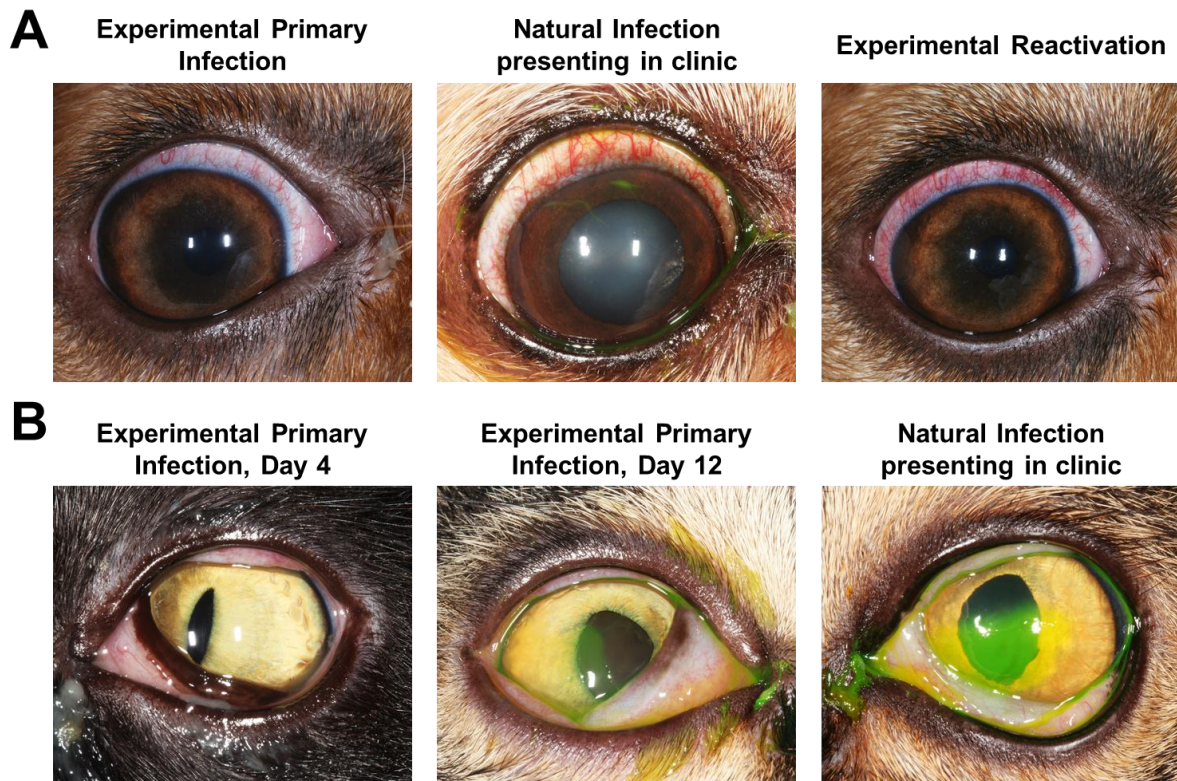 A
Experimental Primary
Infection
Natural Infection
presenting in clinic
Experimental Reactivation
B
Experimental Primary
Infection, Day 4
Experimental Primary
Infection, Day 12
Natural Infection
presenting in clinic